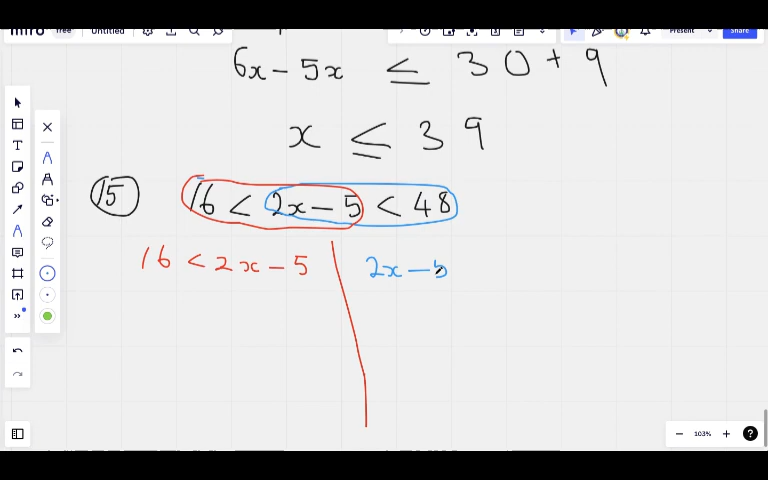 miro free Untitled Present Share
6x - 5x ≤ 30 + 9
x ≤ 39
15 16 < 2x - 5 < 48
16 < 2x - 5 2x - 5
103%